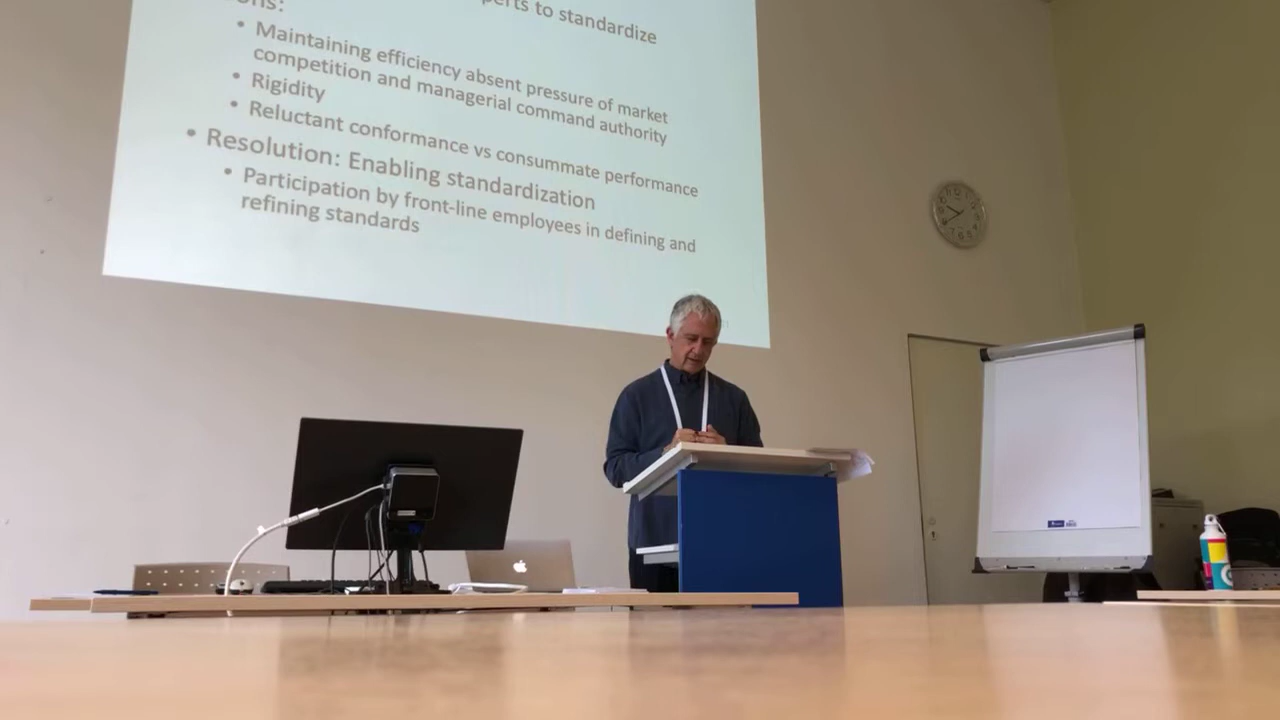 perts to standardize
ons:
• Maintaining efficiency absent pressure of market
competition and managerial command authority
• Rigidity
• Reluctant conformance vs consummate performance
• Resolution: Enabling standardization
• Participation by front-line employees in defining and
refining standards